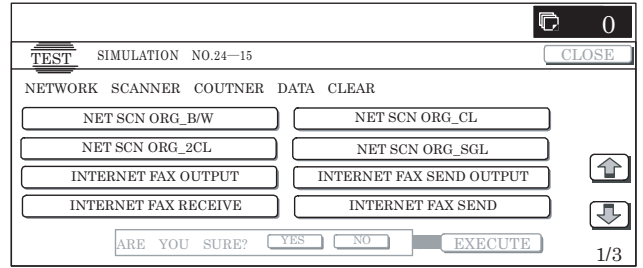 0
TEST SIMULATION NO.24—15 CLOSE
NETWORK SCANNER COUTNER DATA CLEAR
NET SCN ORG_B/W NET SCN ORG_CL
NET SCN ORG_2CL NET SCN ORG_SGL
INTERNET FAX OUTPUT INTERNET FAX SEND OUTPUT
INTERNET FAX RECEIVE INTERNET FAX SEND
ARE YOU SURE? YES NO EXECUTE
1/3